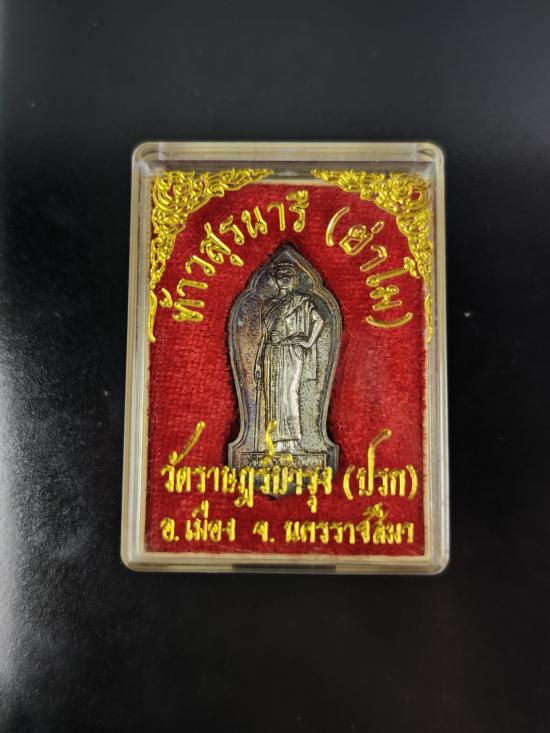 ท้าวสุรนารี (ย่าโม)
วัดราษฎร์บำรุง (ปรก)
อ.เมือง จ. นครราชสีมา